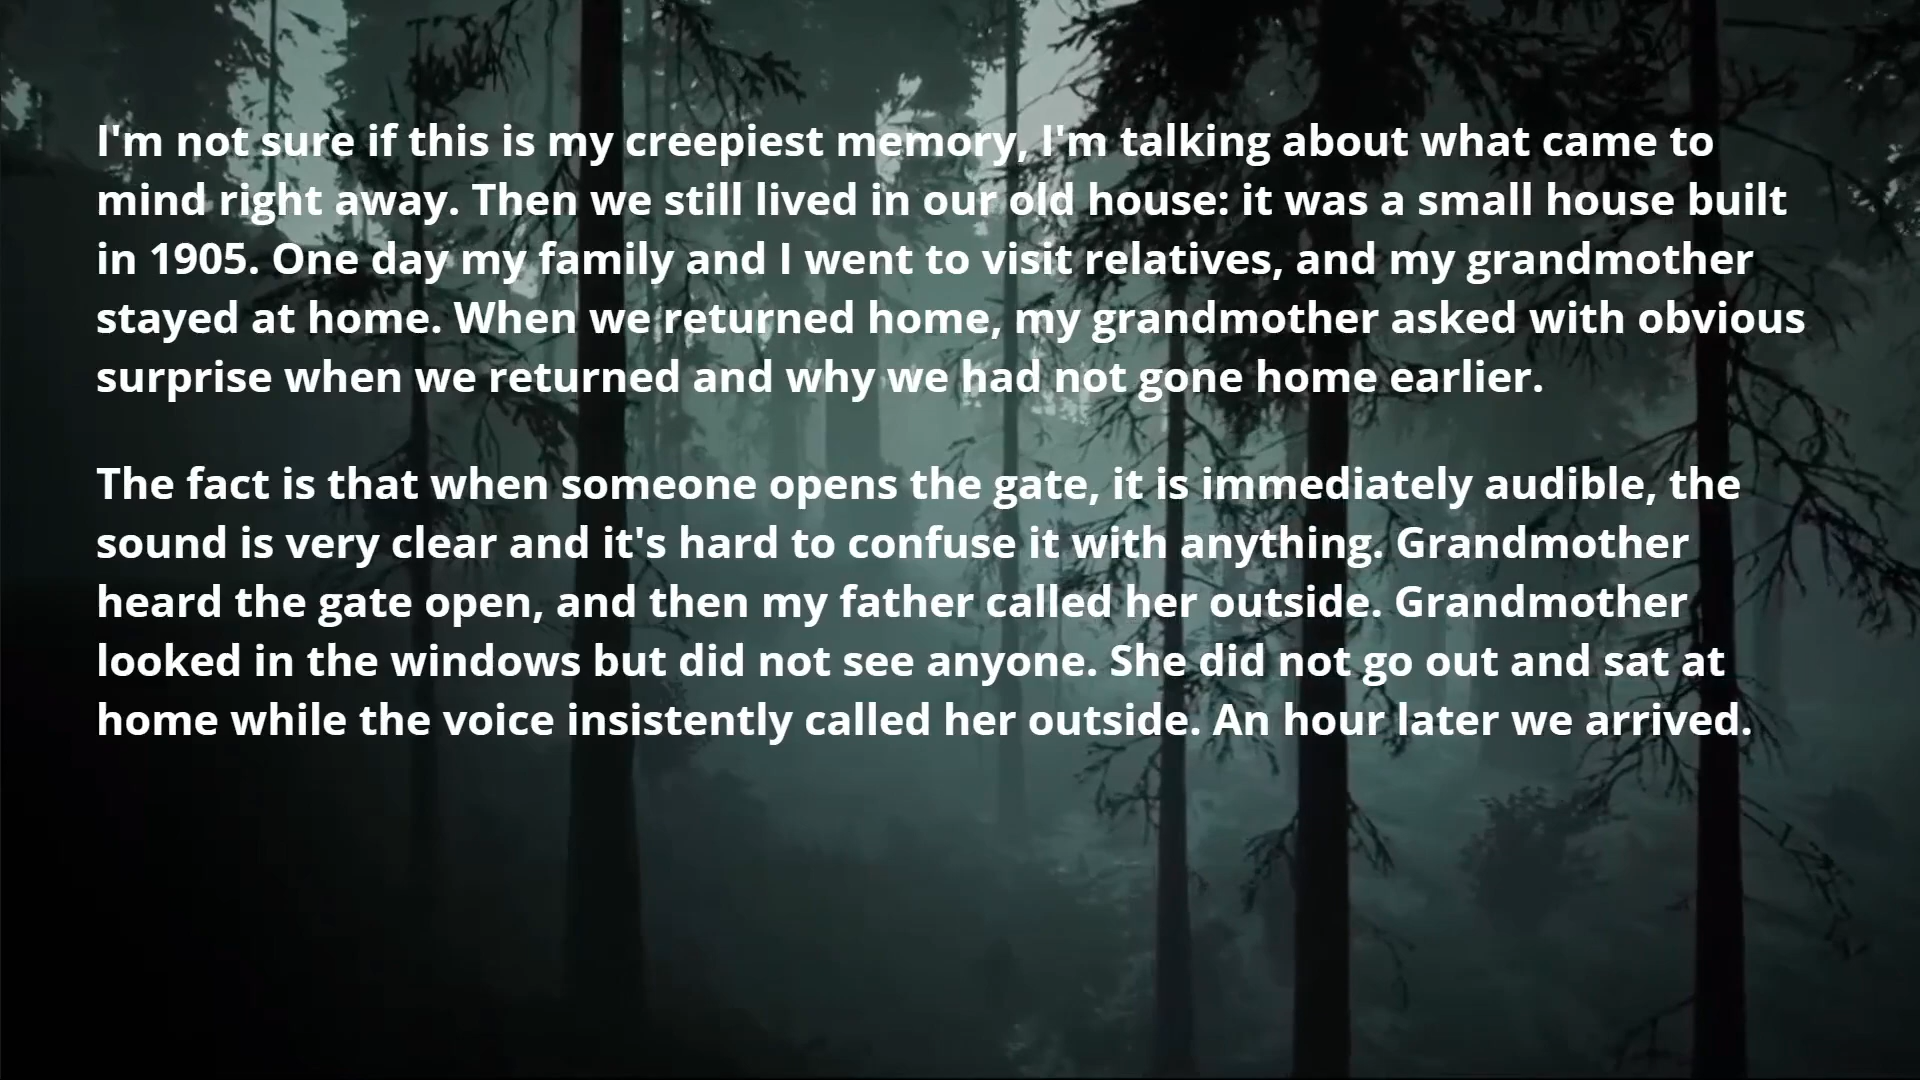 I'm not sure if this is my creepiest memory, I'm talking about what came to
mind right away. Then we still lived in our old house: it was a small house built
in 1905. One day my family and I went to visit relatives, and my grandmother
stayed at home. When we returned home, my grandmother asked with obvious
surprise when we returned and why we had not gone home earlier.
The fact is that when someone opens the gate, it is immediately audible, the
sound is very clear and it's hard to confuse it with anything. Grandmother
heard the gate open, and then my father called her outside. Grandmother
looked in the windows but did not see anyone. She did not go out and sat at
home while the voice insistently called her outside. An hour later we arrived.